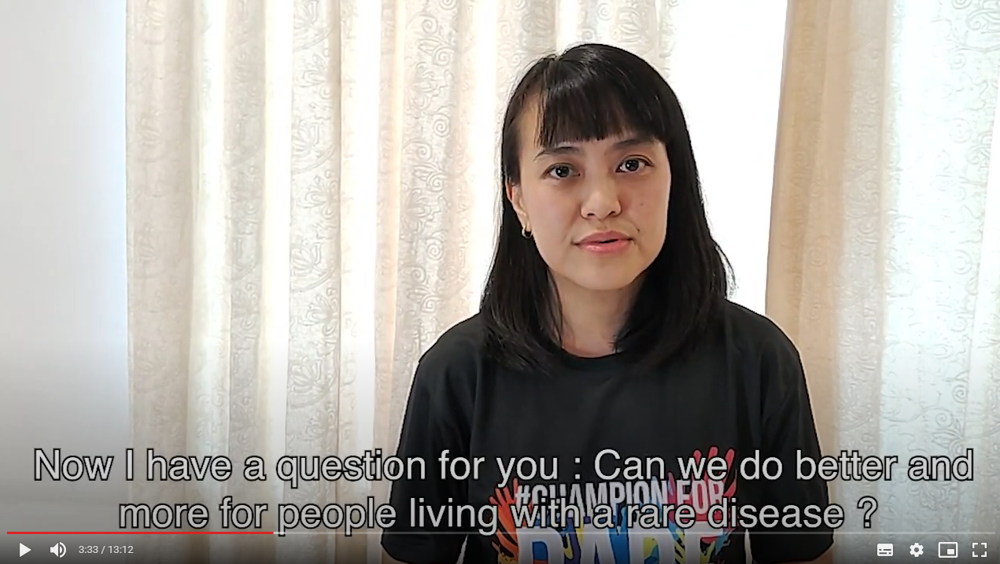 Now I have a question for you : Can we do better and
more for people living with a rare disease ?
#CHAMPION FOR
RARE
3:33 / 13:12